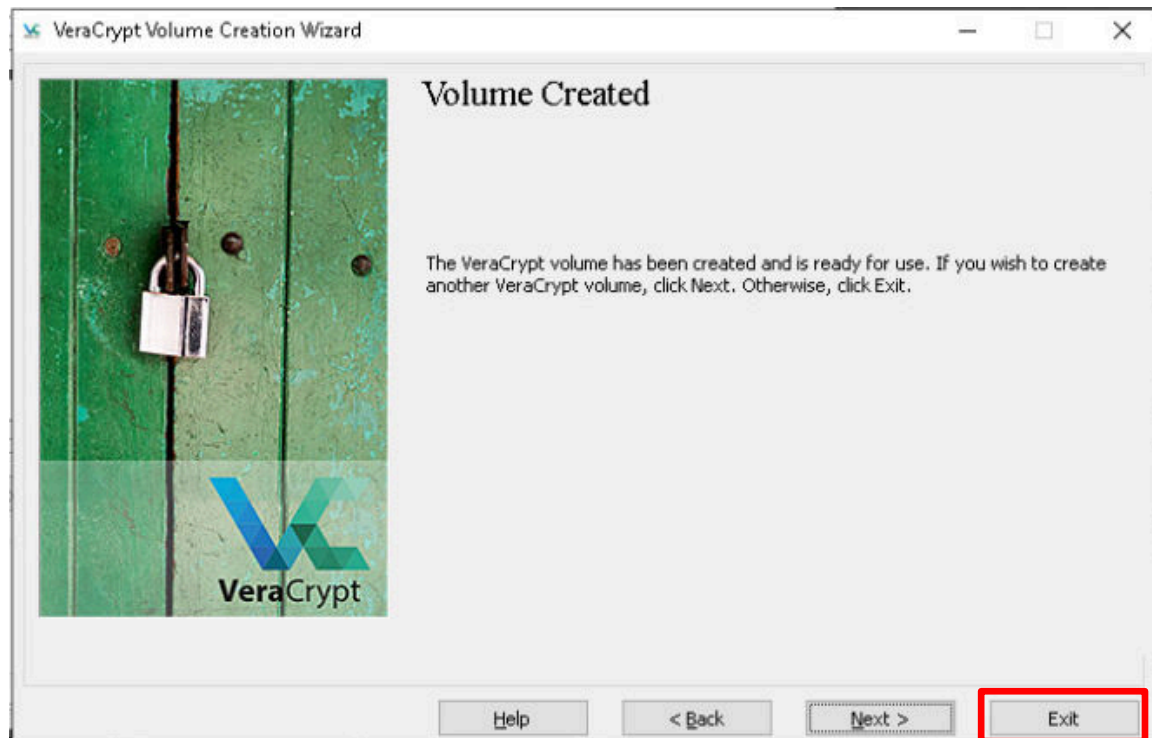 VeraCrypt Volume Creation Wizard
Volume Created
The VeraCrypt volume has been created and is ready for use. If you wish to create
another VeraCrypt volume, click Next. Otherwise, click Exit.
VeraCrypt
Help
< Back
Next >
Exit